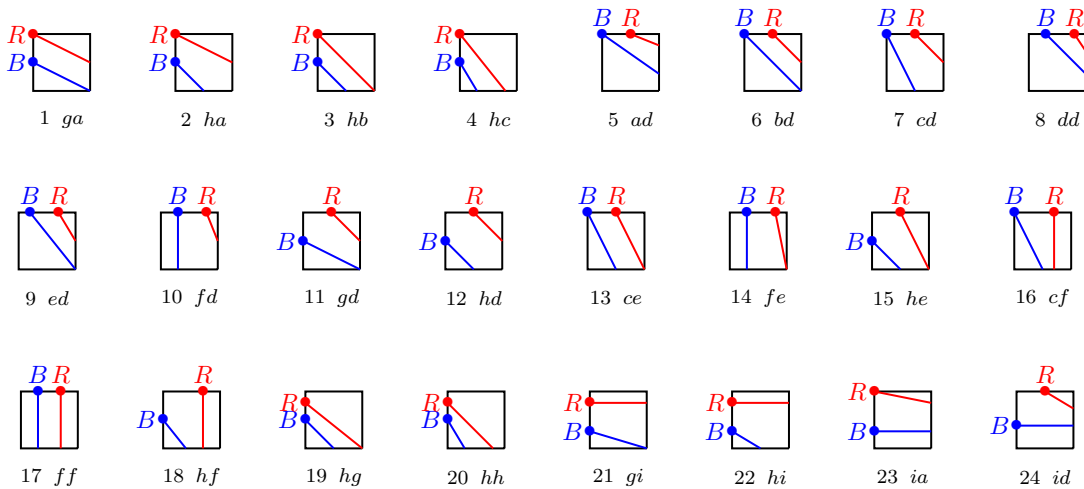 R R R R B R B R B R B R
B B B B
1 ga 2 ha 3 hb 4 hc 5 ad 6 bd 7 cd 8 dd
B R B R R R B R B R R B R
B B B
9 ed 10 fd 11 gd 12 hd 13 ce 14 fe 15 he 16 cf
B R R R R R R R R
B B B B B B B
17 ff 18 hf 19 hg 20 hh 21 gi 22 hi 23 ia 24 id